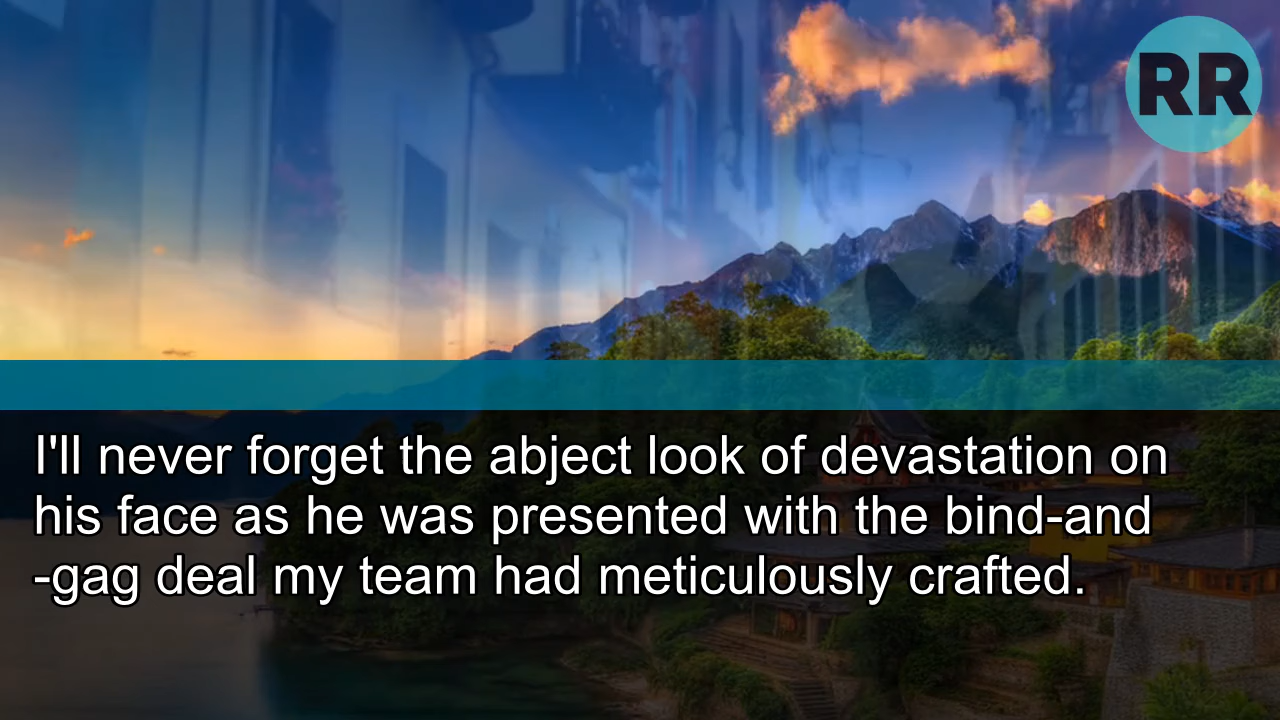 RR
I'll never forget the abject look of devastation on
his face as he was presented with the bind-and
-gag deal my team had meticulously crafted.